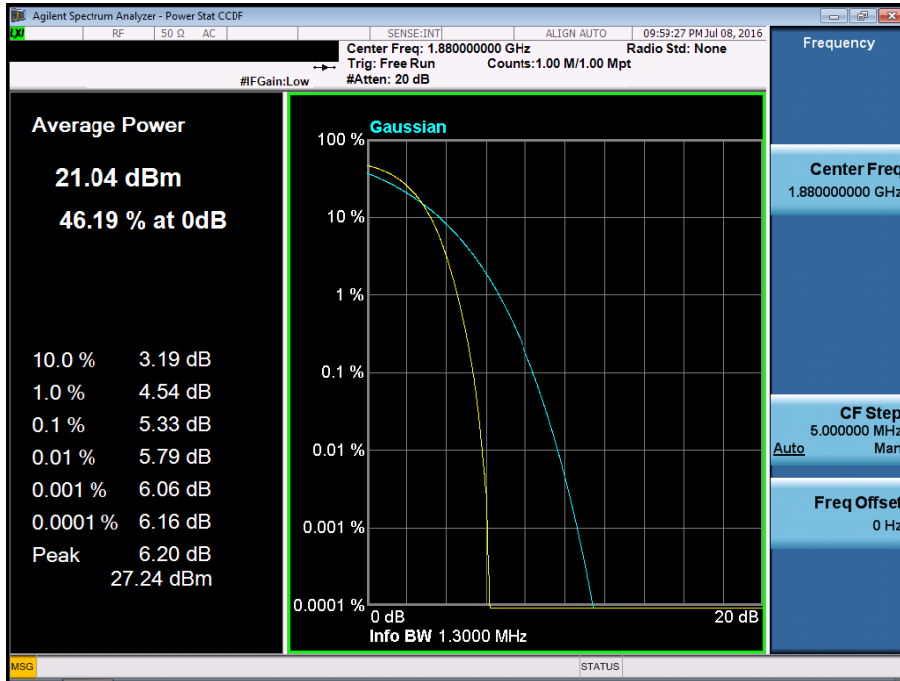 Agilent Spectrum Analyzer - Power Stat CCDF
LXI RF 50 Ω AC SENSE:INT ALIGN AUTO 09:59:27 PM Jul 08, 2016
Center Freq: 1.880000000 GHz Radio Std: None
Trig: Free Run Counts:1.00 M/1.00 Mpt
#IFGain:Low #Atten: 20 dB
Average Power
21.04 dBm
46.19 % at 0dB
10.0 % 3.19 dB
1.0 % 4.54 dB
0.1 % 5.33 dB
0.01 % 5.79 dB
0.001 % 6.06 dB
0.0001 % 6.16 dB
Peak 6.20 dB
27.24 dBm
Gaussian
100 %
10 %
1 %
0.1 %
0.01 %
0.001 %
0.0001 %
0 dB 20 dB
Info BW 1.3000 MHz
Frequency
Center Freq
1.880000000 GHz
CF Step
5.000000 MHz
Auto Man
Freq Offset
0 Hz
MSG STATUS